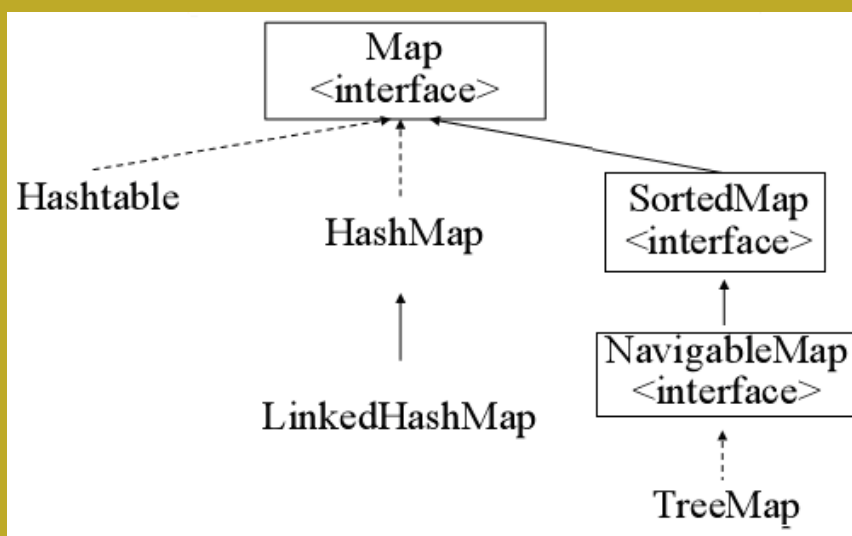 Map
<interface>
Hashtable
HashMap
SortedMap
<interface>
NavigableMap
<interface>
LinkedHashMap
TreeMap